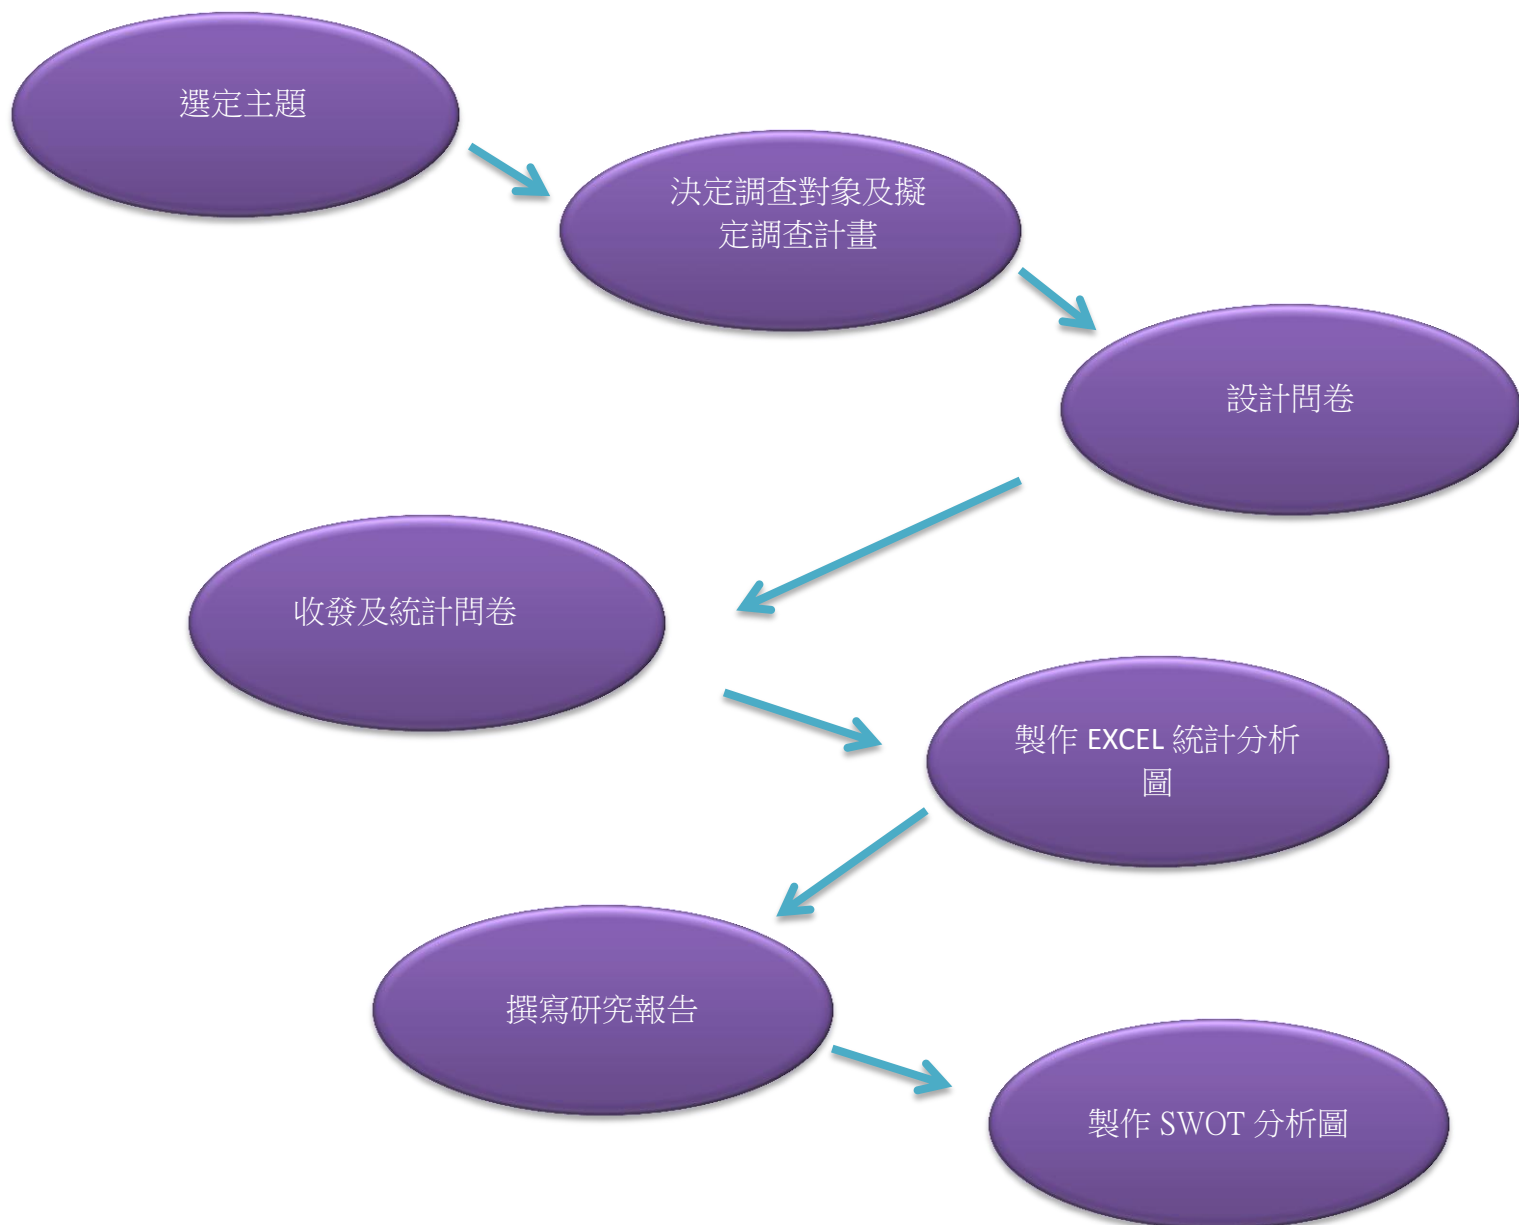 選定主題
決定調查對象及擬
定調查計畫
設計問卷
收發及統計問卷
製作 EXCEL 統計分析
圖
撰寫研究報告
製作 SWOT 分析圖